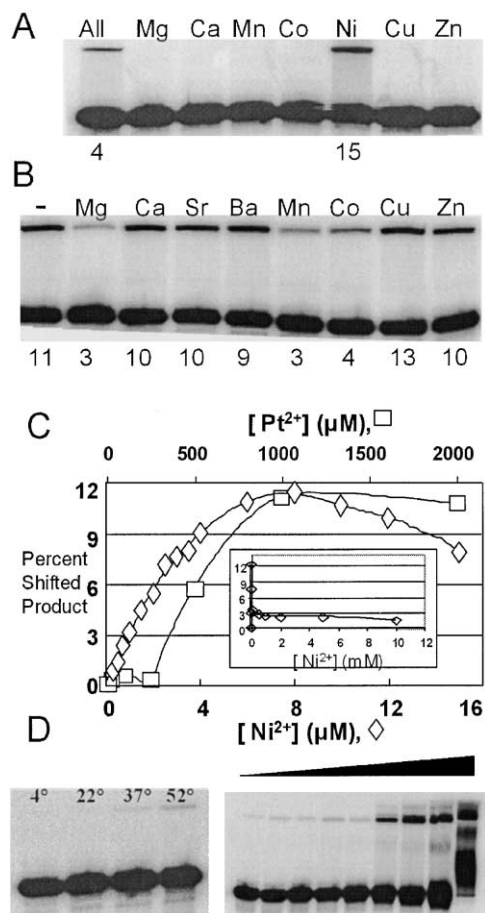 A
All Mg Ca Mn Co Ni Cu Zn
4 15
B
- Mg Ca Sr Ba Mn Co Cu Zn
11 3 10 10 9 3 4 13 10
C
[ Pt²⁺] (µM), □
0 500 1000 1500 2000
12
9
6
3
0
Percent
Shifted
Product
12
9
6
3
0
0 2 4 6 8 10 12
[ Ni²⁺] (mM)
0 4 8 12 16
[Ni²⁺] (µM), ◇
D
4° 22° 37° 52°